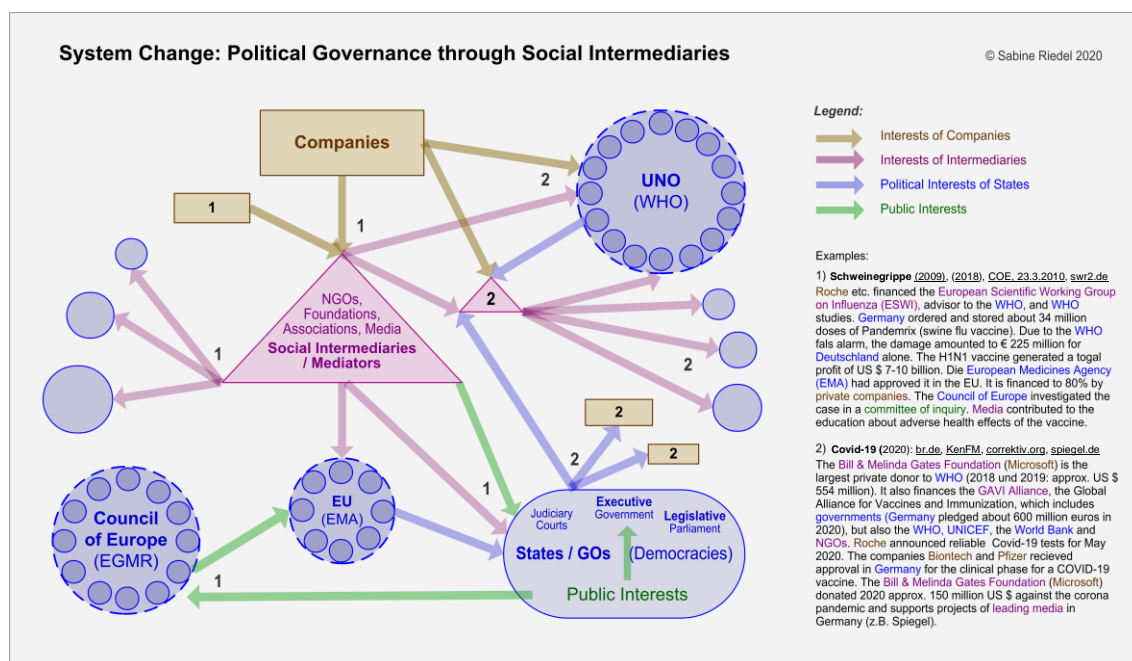 System Change: Political Governance through Social Intermediaries
© Sabine Riedel 2020
Companies
1
1
2
UNO
(WHO)
2
NGOs,
Foundations,
Associations, Media
Social Intermediaries
/ Mediators
1
2
2
2
2
1
Council
of Europe
(EGMR)
EU
(EMA)
1
Judiciary
Courts
Executive
Government
Legislative
Parliament
States / GOs
(Democracies)
Public Interests
Legend:
Interests of Companies
Interests of Intermediaries
Political Interests of States
Public Interests
Examples:
1) Schweinegrippe (2009), (2018), COE, 23.3.2010, swr2.de
Roche etc. financed the European Scientific Working Group
on Influenza (ESWI), advisor to the WHO, and WHO
studies. Germany ordered and stored about 34 million
doses of Pandemrix (swine flu vaccine). Due to the WHO
fals alarm, the damage amounted to € 225 million for
Deutschland alone. The H1N1 vaccine generated a togal
profit of US $ 7-10 billion. Die European Medicines Agency
(EMA) had approved it in the EU. It is financed to 80% by
private companies. The Council of Europe investigated the
case in a committee of inquiry. Media contributed to the
education about adverse health effects of the vaccine.
2) Covid-19 (2020): br.de, KenFM, correktiv.org, spiegel.de
The Bill & Melinda Gates Foundation (Microsoft) is the
largest private donor to WHO (2018 und 2019: approx. US $
554 million). It also finances the GAVI Alliance, the Global
Alliance for Vaccines and Immunization, which includes
governments (Germany pledged about 600 million euros in
2020), but also the WHO, UNICEF, the World Bank and
NGOs. Roche announced reliable Covid-19 tests for May
2020. The companies Biontech and Pfizer recieved
approval in Germany for the clinical phase for a COVID-19
vaccine. The Bill & Melinda Gates Foundation (Microsoft)
donated 2020 approx. 150 million US $ against the corona
pandemic and supports projects of leading media in
Germany (z.B. Spiegel).